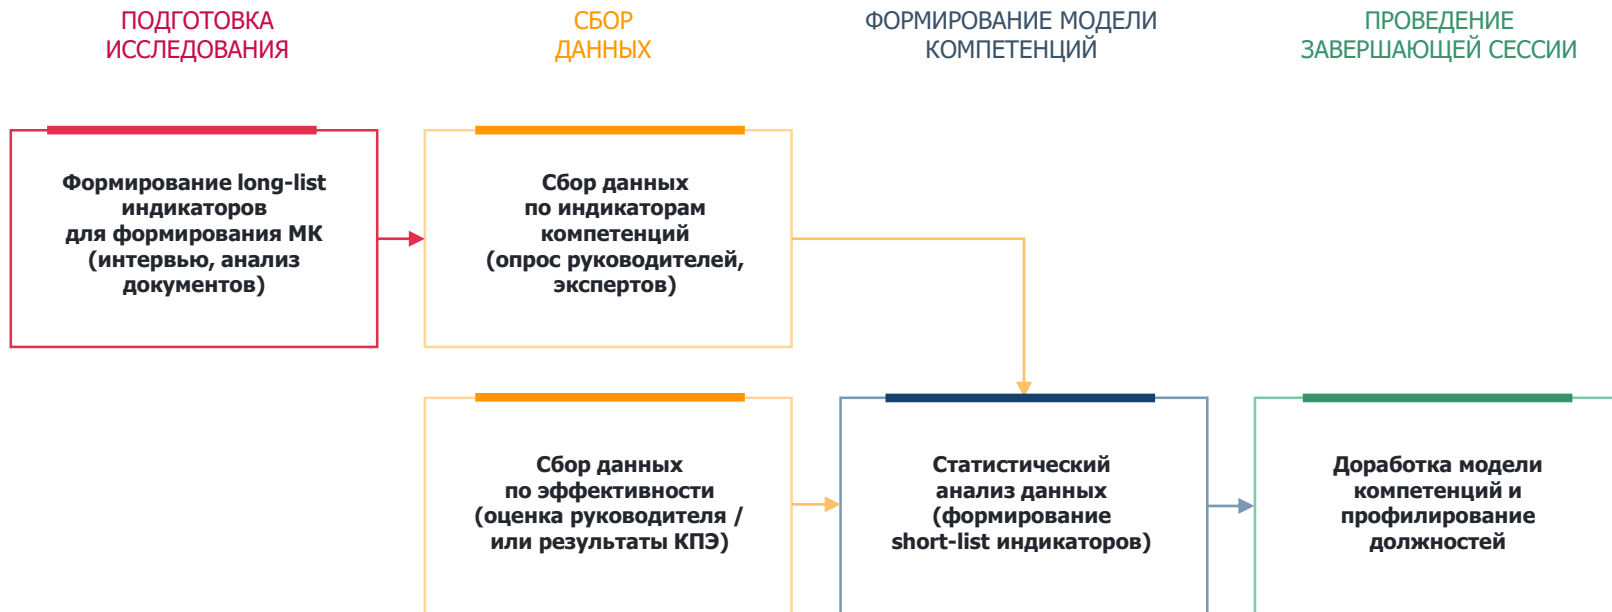 ПОДГОТОВКА
ИССЛЕДОВАНИЯ
СБОР
ДАННЫХ
ФОРМИРОВАНИЕ МОДЕЛИ
КОМПЕТЕНЦИЙ
ПРОВЕДЕНИЕ
ЗАВЕРШАЮЩЕЙ СЕССИИ
Формирование long-list
индикаторов
для формирования МК
(интервью, анализ
документов)
Сбор данных
по индикаторам
компетенций
(опрос руководителей,
экспертов)
Сбор данных
по эффективности
(оценка руководителя /
или результаты КПЭ)
Статистический
анализ данных
(формирование
short-list индикаторов)
Доработка модели
компетенций и
профилирование
должностей